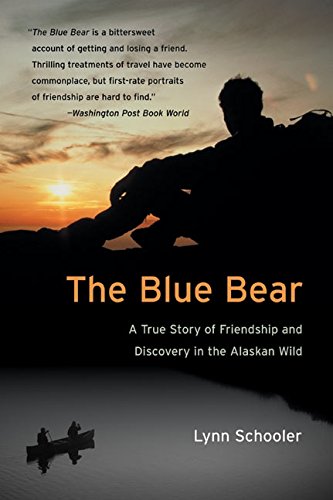 "The Blue Bear is a bittersweet
account of getting and losing a friend.
Thrilling treatments of travel have become
commonplace, but first-rate portraits
of friendship are hard to find."
—Washington Post Book World
The Blue Bear
A True Story of Friendship and
Discovery in the Alaskan Wild
Lynn Schooler